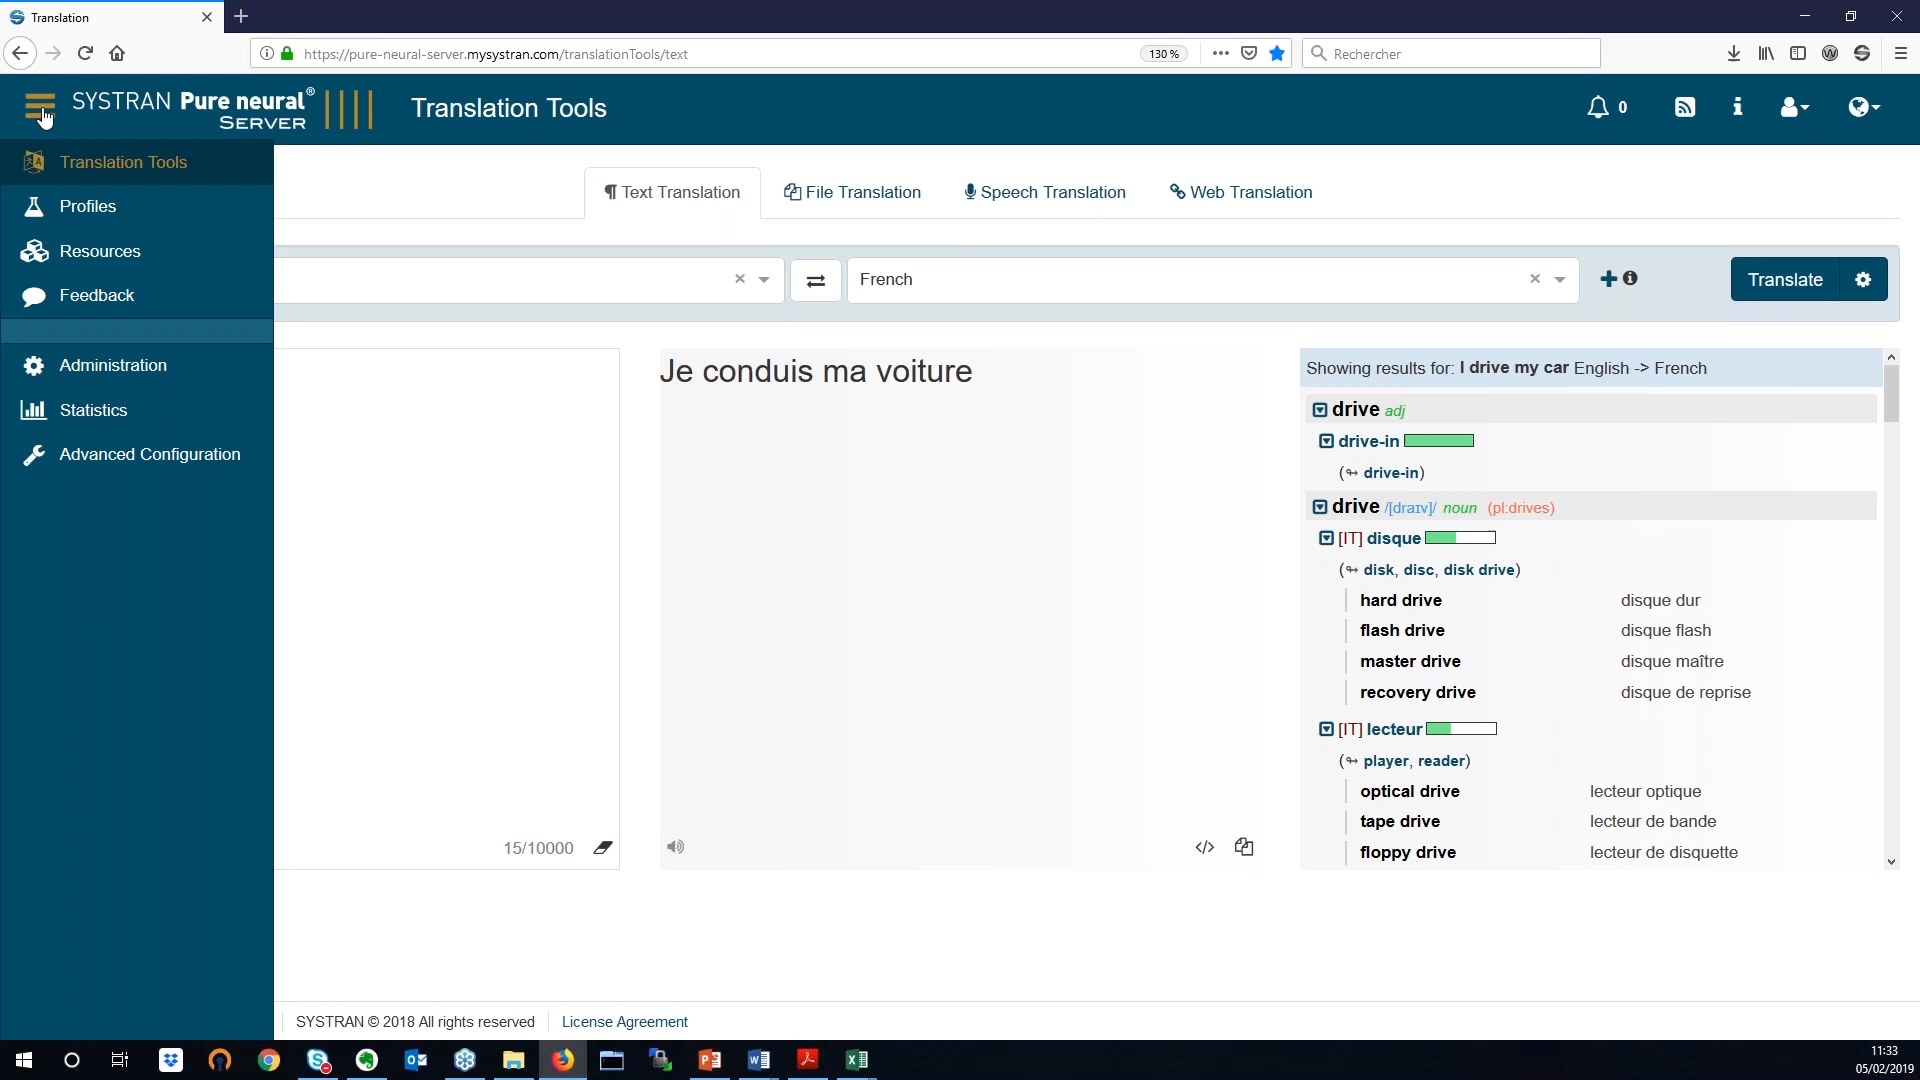 Translation
https://pure-neural-server.mysystran.com/translationTools/text
130 %
Rechercher
SYSTRAN Pure neural®
SERVER
Translation Tools
0
Translation Tools
Profiles
Resources
Feedback
Administration
Statistics
Advanced Configuration
Text Translation
File Translation
Speech Translation
Web Translation
French
Translate
15/10000
Je conduis ma voiture
Showing results for: I drive my car English -> French
drive adj
drive-in
(↬ drive-in)
drive /[draɪv]/ noun (pl:drives)
[IT] disque
(↬ disk, disc, disk drive)
hard drive disque dur
flash drive disque flash
master drive disque maître
recovery drive disque de reprise
[IT] lecteur
(↬ player, reader)
optical drive lecteur optique
tape drive lecteur de bande
floppy drive lecteur de disquette
SYSTRAN © 2018 All rights reserved
License Agreement
11:33
05/02/2019